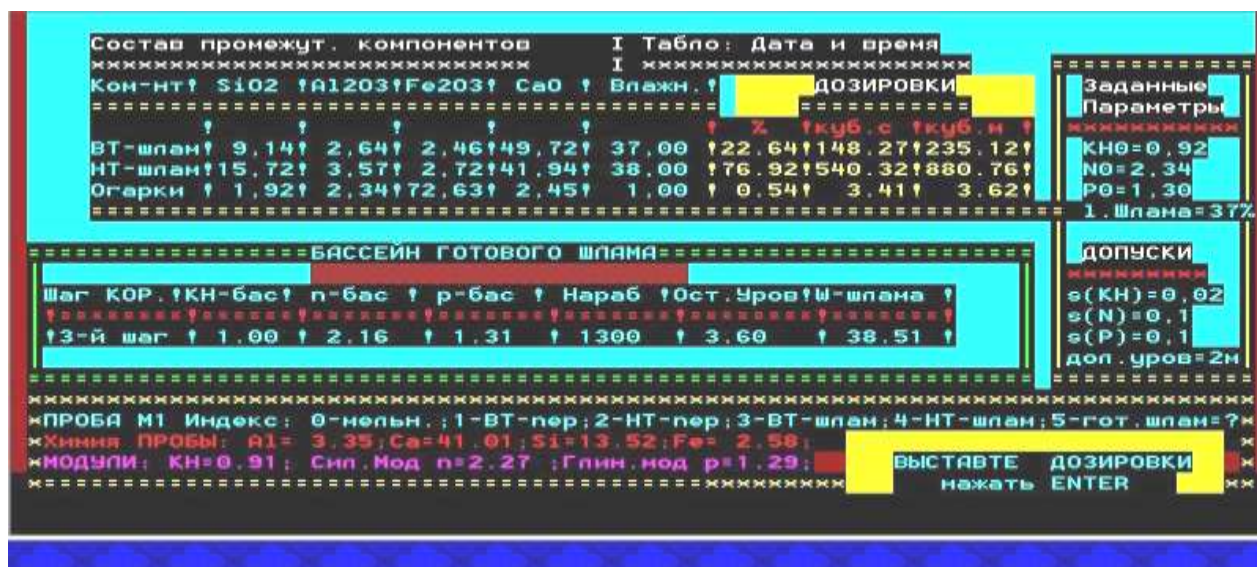 Состав промежут. компонентов I Табло: Дата и время
***************************** I *********************
Ком-нт! SiO2 !Al2O3!Fe2O3! CaO ! Влажн.! ДОЗИРОВКИ
! ! ! ! ! ! % !куб.с !куб.м !
ВТ-шлам! 9,14! 2,64! 2,46!49,72! 37,00 !22.64!148.27!235.12!
НТ-шлам!15,72! 3,57! 2,72!41,94! 38,00 !76.92!540.32!880.76!
Огарки ! 1,92! 2,34!72,63! 2,45! 1,00 ! 0.54! 3.41! 3.62!
Заданные
Параметры
***********
КН0=0,92
N0=2,34
P0=1,30
1.Шлама=37%
ДОПУСКИ
*********
s(КН)=0,02
s(N)=0,1
s(P)=0,1
доп.уров=2м
БАССЕЙН ГОТОВОГО ШЛАМА
Шаг КОР.!КН-бас! n-бас ! p-бас ! Нараб !Ост.Уров!W-шлама !
!3-й шаг ! 1.00 ! 2.16 ! 1.31 ! 1300 ! 3.60 ! 38.51 !
*ПРОБА М1 Индекс: 0-мельн.;1-ВТ-пер;2-НТ-пер;3-ВТ-шлам;4-НТ-шлам;5-гот.шлам=?*
*Химия ПРОБЫ: Al= 3.35;Ca=41.01;Si=13.52;Fe= 2.58;
*МОДУЛИ: КН=0.91; Сил.Мод n=2.27 ;Глин.мод p=1.29;
ВЫСТАВТЕ ДОЗИРОВКИ
нажать ENTER